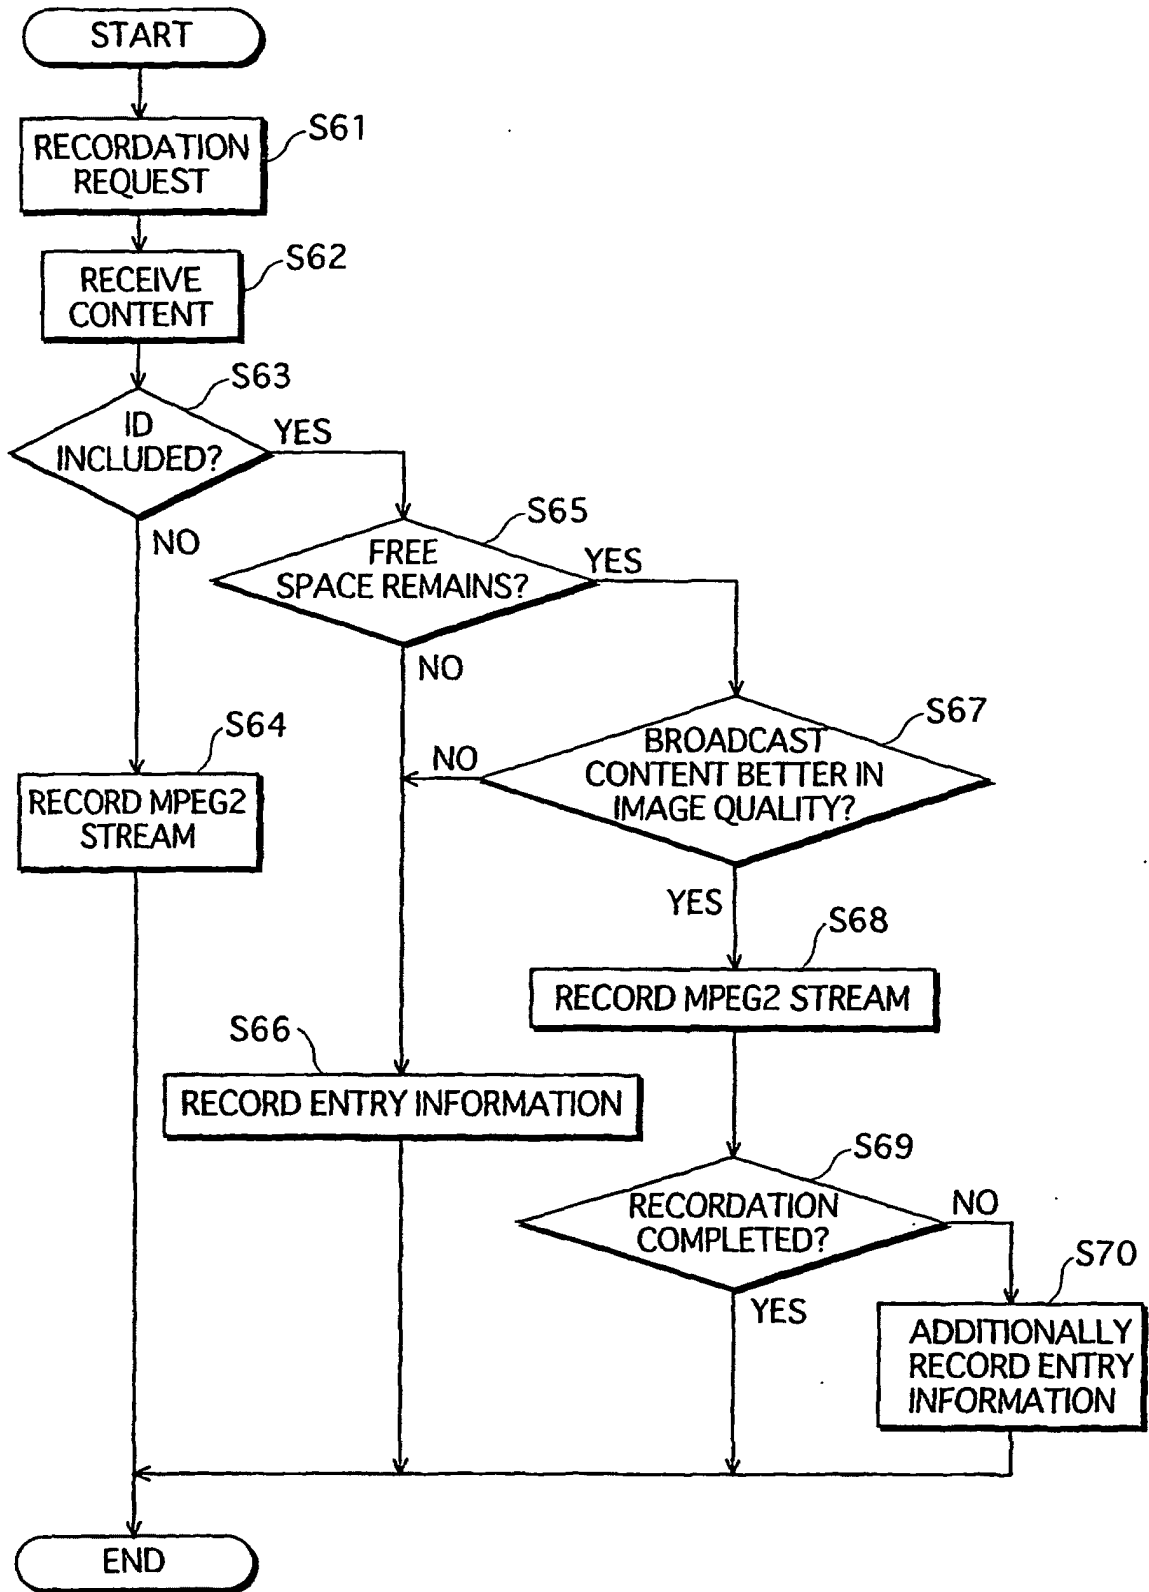 START
S61
RECORDATION
REQUEST
S62
RECEIVE
CONTENT
S63
ID
INCLUDED?
YES
NO
S65
FREE
SPACE REMAINS?
YES
NO
S64
RECORD MPEG2
STREAM
S67
BROADCAST
CONTENT BETTER IN
IMAGE QUALITY?
NO
YES
S68
RECORD MPEG2 STREAM
S66
RECORD ENTRY INFORMATION
S69
RECORDATION
COMPLETED?
NO
YES
S70
ADDITIONALLY
RECORD ENTRY
INFORMATION
END